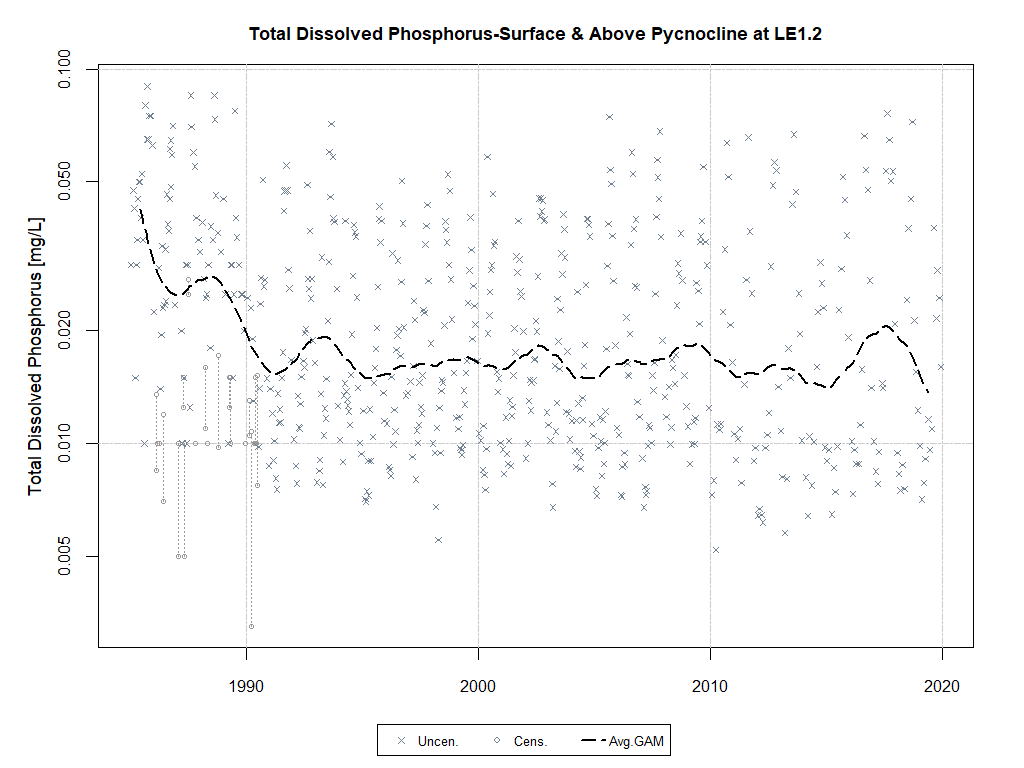 Total Dissolved Phosphorus-Surface & Above Pycnocline at LE1.2
Total Dissolved Phosphorus [mg/L]
0.100
0.050
0.020
0.010
0.005
1990 2000 2010 2020
Uncen. Cens. Avg.GAM